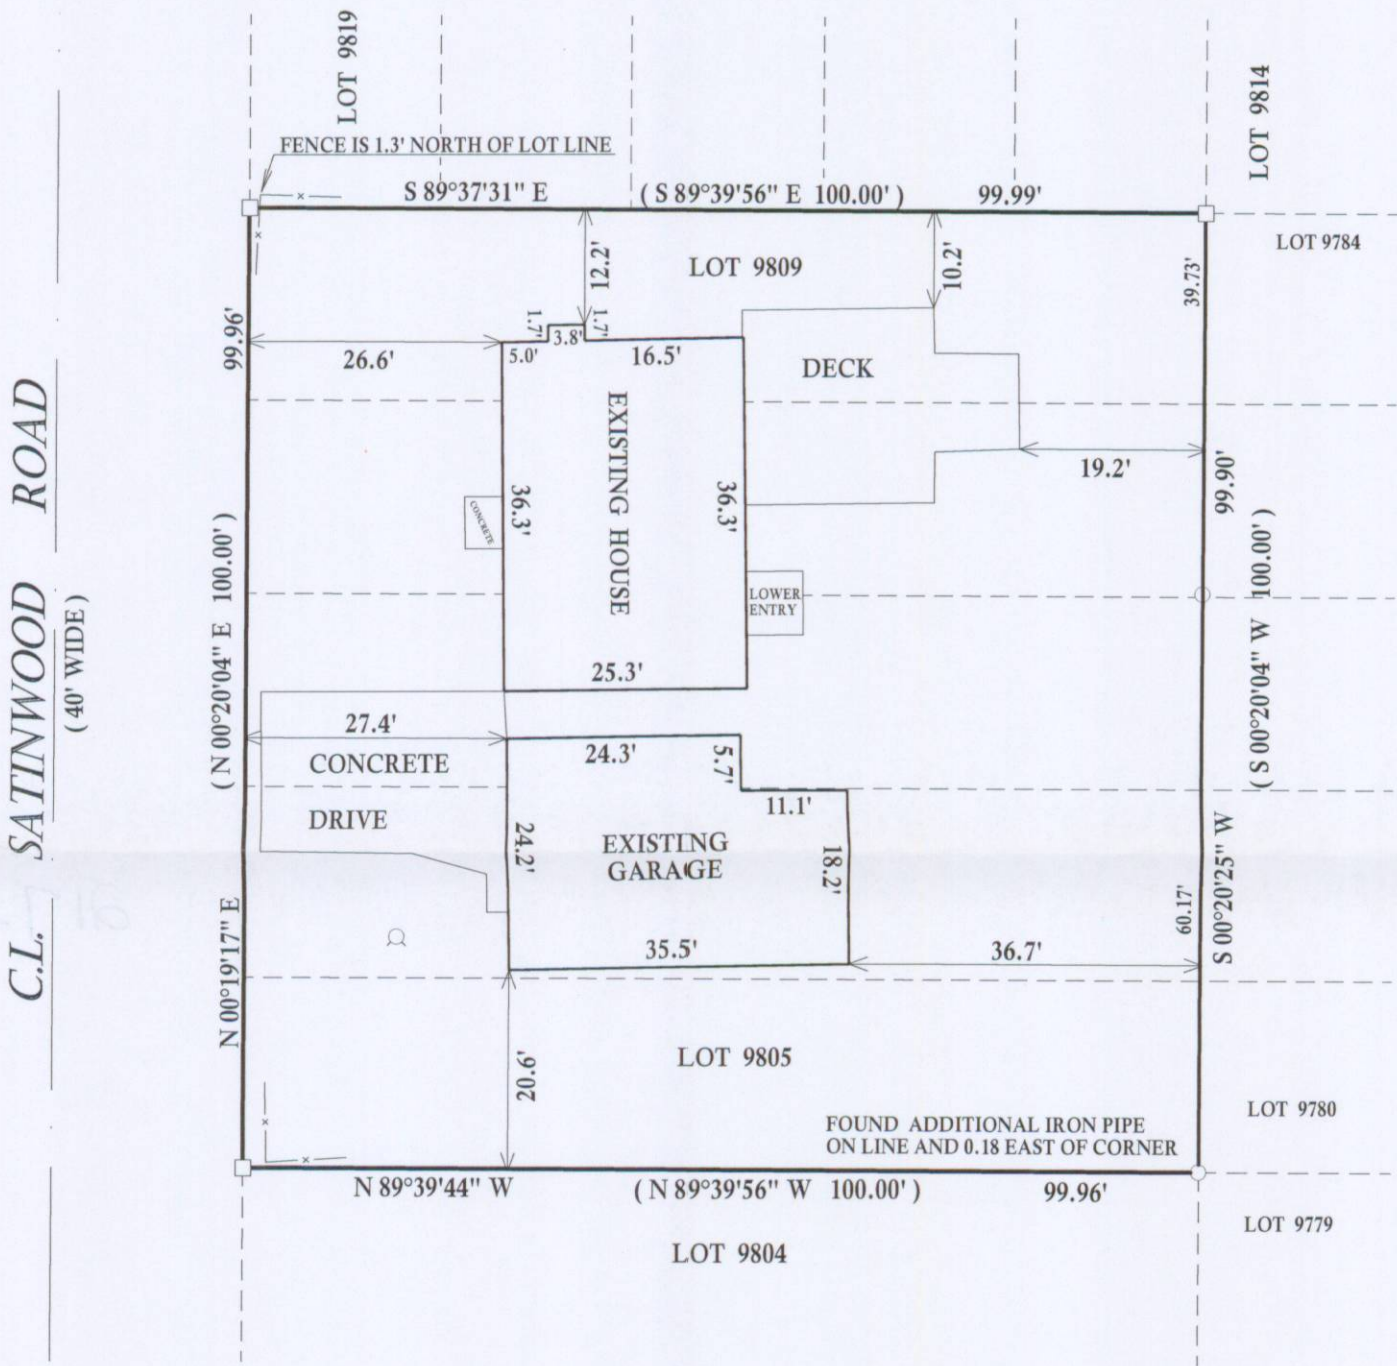 LOT 9819
LOT 9814
FENCE IS 1.3' NORTH OF LOT LINE
S 89°37'31" E
( S 89°39'56" E 100.00' )
99.99'
LOT 9784
LOT 9809
12.2'
10.2'
39.73'
99.96'
26.6'
1.7'
5.0'
3.8'
1.7'
16.5'
DECK
EXISTING HOUSE
36.3'
36.3'
CONCRETE
19.2'
99.90'
LOWER
ENTRY
C.L. SATINWOOD ROAD
( 40' WIDE )
( N 00°20'04" E 100.00' )
( S 00°20'04" W 100.00' )
25.3'
27.4'
CONCRETE
DRIVE
24.3'
5.7'
11.1'
24.2'
EXISTING
GARAGE
18.2'
35.5'
36.7'
60.17'
S 00°20'25" W
N 00°19'17" E
20.6'
LOT 9805
LOT 9780
FOUND ADDITIONAL IRON PIPE
ON LINE AND 0.18 EAST OF CORNER
N 89°39'44" W
( N 89°39'56" W 100.00' )
99.96'
LOT 9779
LOT 9804